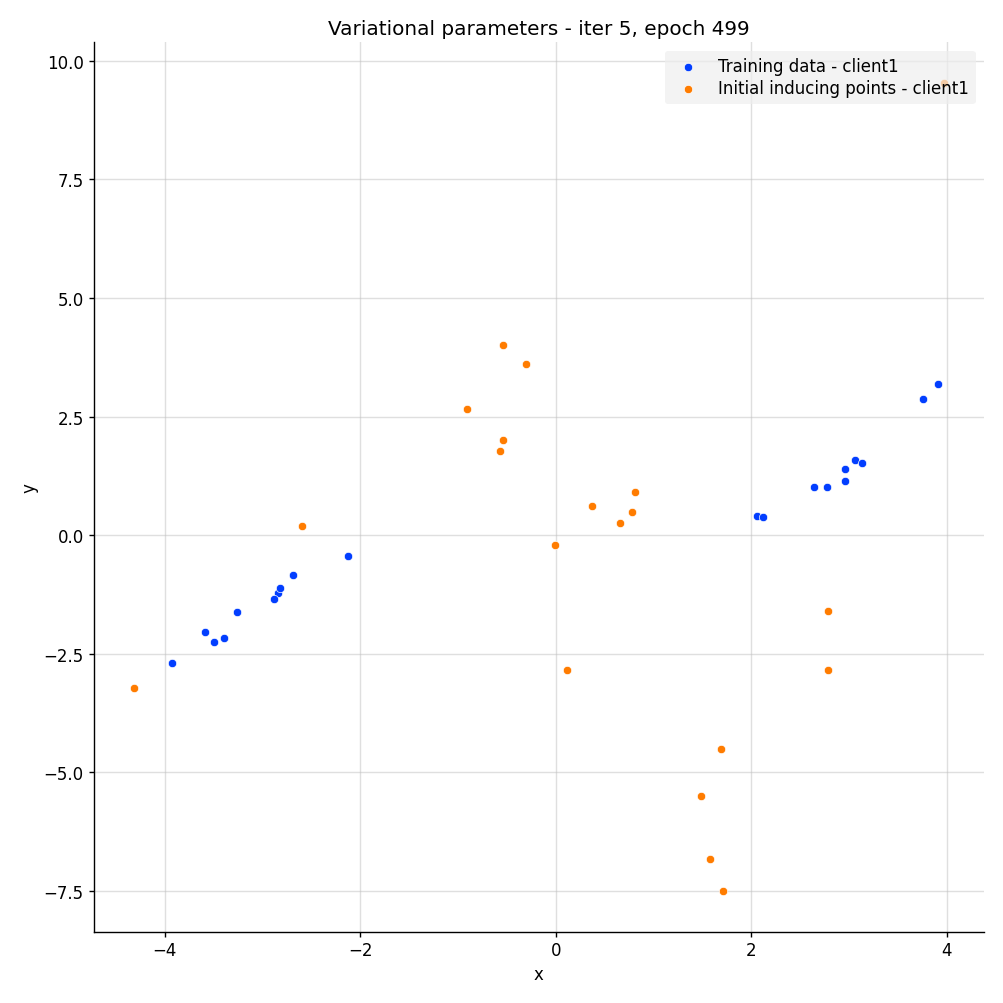 Variational parameters - iter 5, epoch 499
Training data - client1
Initial inducing points - client1
10.0
7.5
5.0
2.5
0.0
−2.5
−5.0
−7.5
y
−4
−2
0
2
4
x